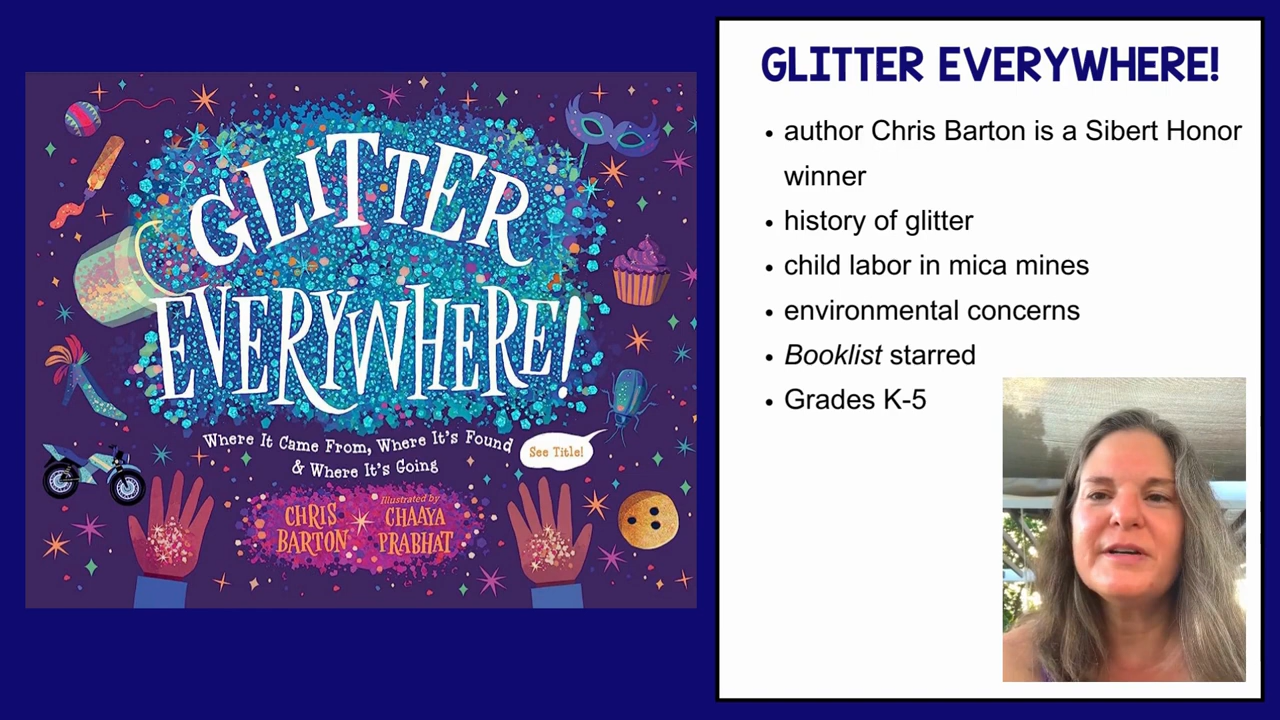 GLITTER
EVERYWHERE!
Where It Came From, Where It's Found
& Where It's Going
See Title!
CHRIS
BARTON
Illustrated by
CHAAYA
PRABHAT
GLITTER EVERYWHERE!
• author Chris Barton is a Sibert Honor
winner
• history of glitter
• child labor in mica mines
• environmental concerns
• Booklist starred
• Grades K-5